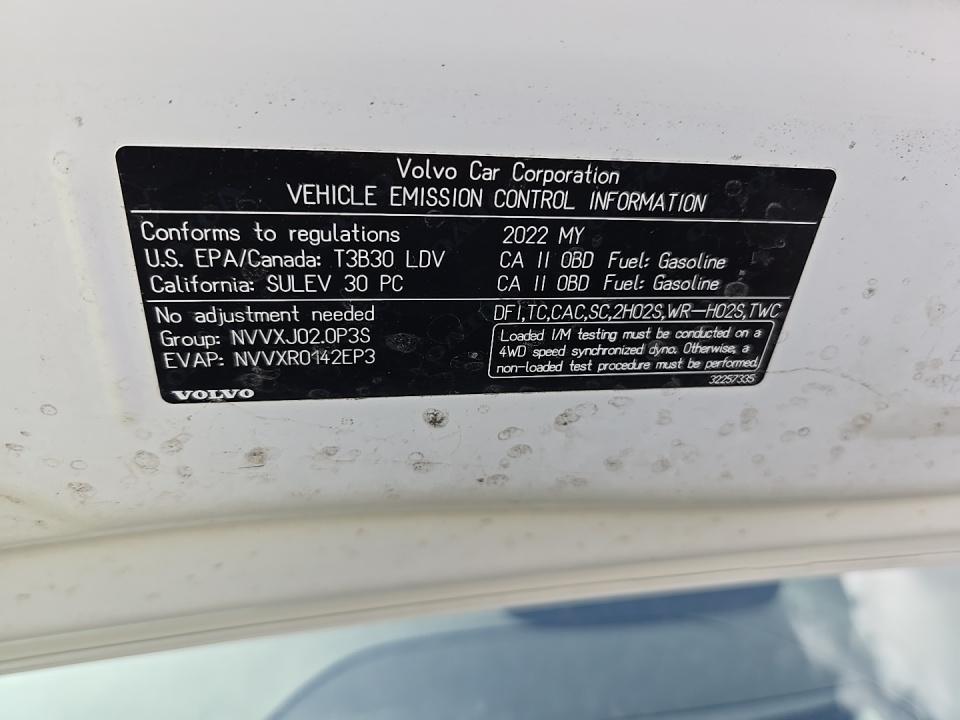 Volvo Car Corporation
VEHICLE EMISSION CONTROL INFORMATION
Conforms to regulations 2022 MY
U.S. EPA/Canada: T3B30 LDV CA II OBD Fuel: Gasoline
California: SULEV 30 PC CA II OBD Fuel: Gasoline
No adjustment needed DFI,TC,CAC,SC,2HO2S,WR-HO2S,TWC
Group: NVVXJ02.0P3S
EVAP: NVVXR0142EP3
Loaded I/M testing must be conducted on a
4WD speed synchronized dyno. Otherwise, a
non-loaded test procedure must be performed.
32257335
VOLVO